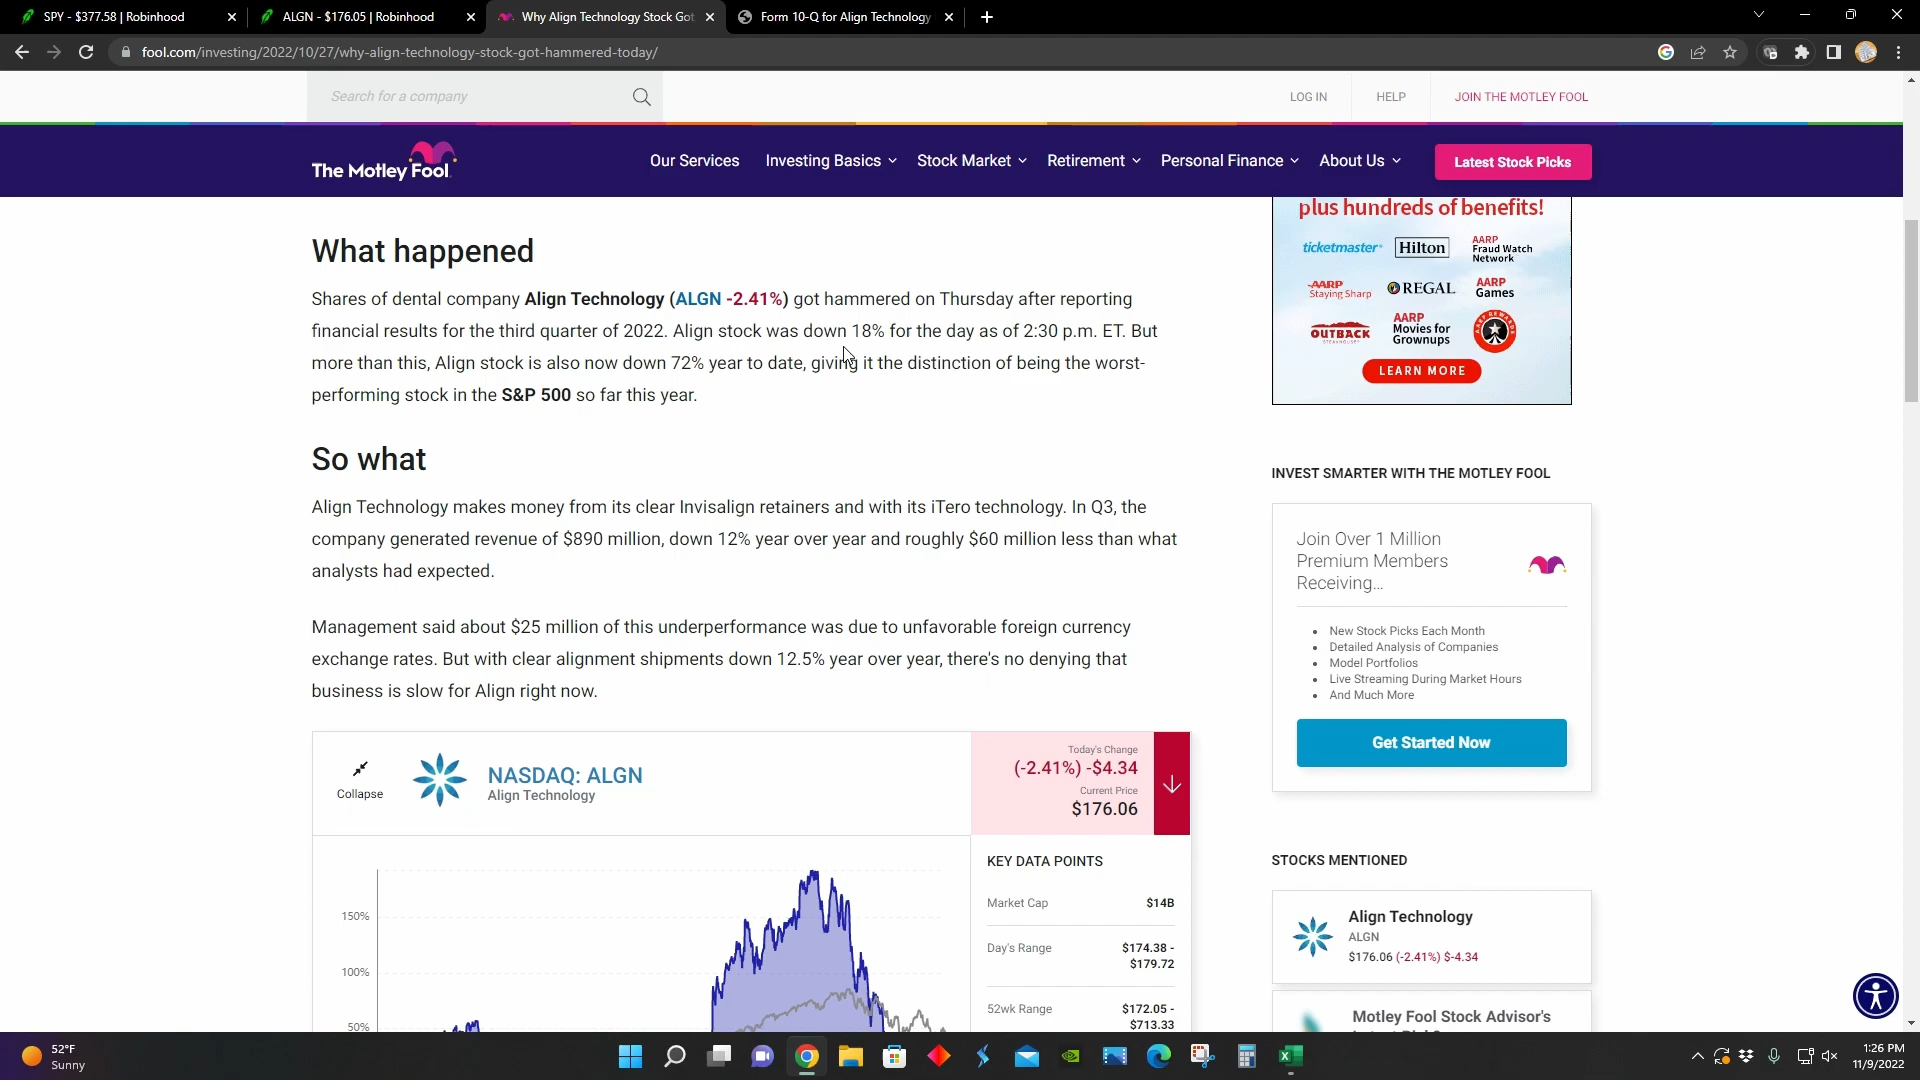 SPY - $377.58 | Robinhood
ALGN - $176.05 | Robinhood
Why Align Technology Stock Got
Form 10-Q for Align Technology
fool.com/investing/2022/10/27/why-align-technology-stock-got-hammered-today/
Search for a company
LOG IN
HELP
JOIN THE MOTLEY FOOL
The Motley Fool.
Our Services
Investing Basics
Stock Market
Retirement
Personal Finance
About Us
Latest Stock Picks
What happened
Shares of dental company Align Technology (ALGN -2.41%) got hammered on Thursday after reporting
financial results for the third quarter of 2022. Align stock was down 18% for the day as of 2:30 p.m. ET. But
more than this, Align stock is also now down 72% year to date, giving it the distinction of being the worst-
performing stock in the S&P 500 so far this year.
So what
Align Technology makes money from its clear Invisalign retainers and with its iTero technology. In Q3, the
company generated revenue of $890 million, down 12% year over year and roughly $60 million less than what
analysts had expected.
Management said about $25 million of this underperformance was due to unfavorable foreign currency
exchange rates. But with clear alignment shipments down 12.5% year over year, there's no denying that
business is slow for Align right now.
Collapse
NASDAQ: ALGN
Align Technology
Today's Change
(-2.41%) -$4.34
Current Price
$176.06
150%
100%
50%
KEY DATA POINTS
Market Cap
$14B
Day's Range
$174.38 -
$179.72
52wk Range
$172.05 -
$713.33
plus hundreds of benefits!
ticketmaster
Hilton
AARP
Fraud Watch
Network
AARP
Staying Sharp
REGAL
AARP
Games
OUTBACK
STEAKHOUSE
AARP
Movies for
Grownups
AARP REWARDS
LEARN MORE
INVEST SMARTER WITH THE MOTLEY FOOL
Join Over 1 Million
Premium Members
Receiving...
New Stock Picks Each Month
Detailed Analysis of Companies
Model Portfolios
Live Streaming During Market Hours
And Much More
Get Started Now
STOCKS MENTIONED
Align Technology
ALGN
$176.06 (-2.41%) $-4.34
Motley Fool Stock Advisor's
52°F
Sunny
1:26 PM
11/9/2022